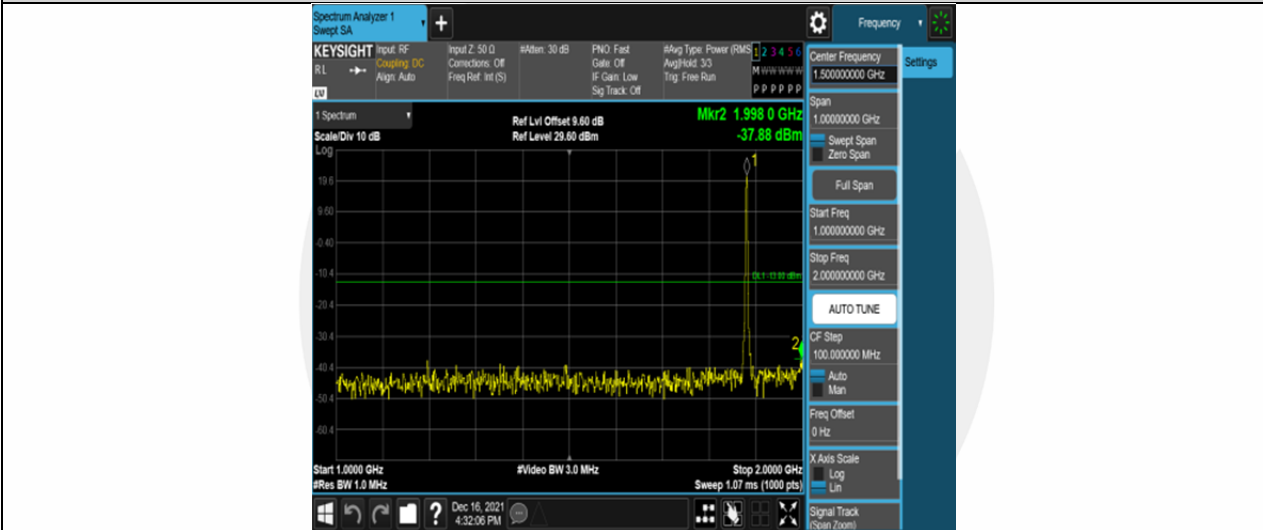 Spectrum Analyzer 1
Swept SA
+
Frequency
KEYSIGHT
RL
LV
Input: RF
Coupling: DC
Align: Auto
Input Z: 50 Ω
Corrections: Off
Freq Ref: Int (S)
#Atten: 30 dB
PNO: Fast
Gate: Off
IF Gain: Low
Sig Track: Off
#Avg Type: Power (RMS
Avg|Hold: 3/3
Trig: Free Run
1 2 3 4 5 6
M W W W W W
P P P P P P
1 Spectrum
Scale/Div 10 dB
Log
Ref Lvl Offset 9.60 dB
Ref Level 29.60 dBm
Mkr2 1.998 0 GHz
-37.88 dBm
1
19.6
9.60
-0.40
-10.4
DL1 -13.00 dBm
-20.4
-30.4
2
-40.4
-50.4
-60.4
Start 1.0000 GHz
#Res BW 1.0 MHz
#Video BW 3.0 MHz
Stop 2.0000 GHz
Sweep 1.07 ms (1000 pts)
Dec 16, 2021
4:32:06 PM
Center Frequency
1.500000000 GHz
Span
1.00000000 GHz
Swept Span
Zero Span
Full Span
Start Freq
1.000000000 GHz
Stop Freq
2.000000000 GHz
AUTO TUNE
CF Step
100.000000 MHz
Auto
Man
Freq Offset
0 Hz
X Axis Scale
Log
Lin
Signal Track
(Span Zoom)
Settings